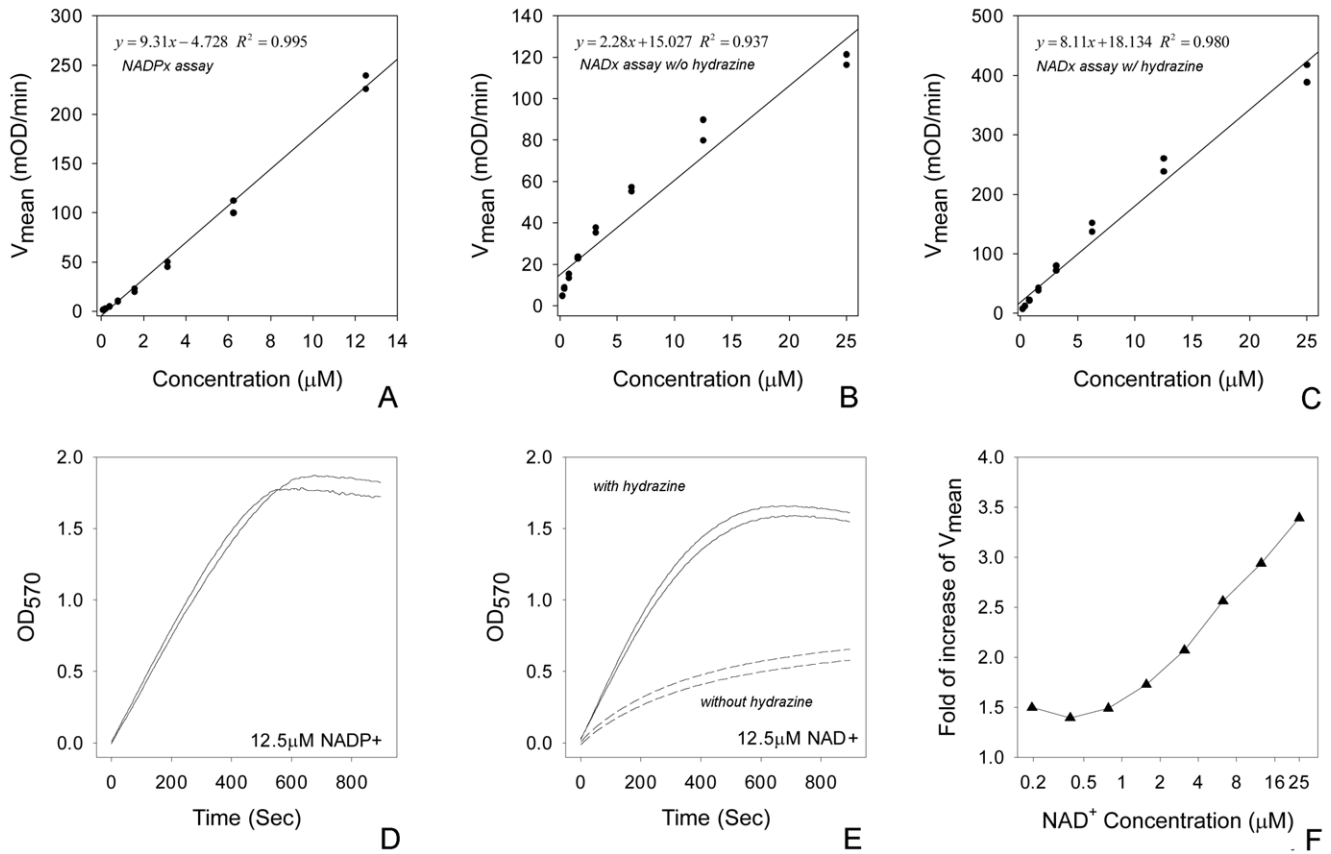 y = 9.31x − 4.728 R² = 0.995
NADPx assay
300
250
200
150
100
50
0
Vmean (mOD/min)
0 2 4 6 8 10 12 14
Concentration (μM)
A
y = 2.28x + 15.027 R² = 0.937
NADx assay w/o hydrazine
140
120
100
80
60
40
20
0
Vmean (mOD/min)
0 5 10 15 20 25
Concentration (μM)
B
y = 8.11x + 18.134 R² = 0.980
NADx assay w/ hydrazine
500
400
300
200
100
0
Vmean (mOD/min)
0 5 10 15 20 25
Concentration (μM)
C
2.0
1.5
1.0
0.5
0.0
OD570
12.5μM NADP+
0 200 400 600 800
Time (Sec)
D
2.0
1.5
1.0
0.5
0.0
OD570
with hydrazine
without hydrazine
12.5μM NAD+
0 200 400 600 800
Time (Sec)
E
4.0
3.5
3.0
2.5
2.0
1.5
1.0
Fold of increase of Vmean
0.2 0.5 1 2 4 8 16 25
NAD⁺ Concentration (μM)
F